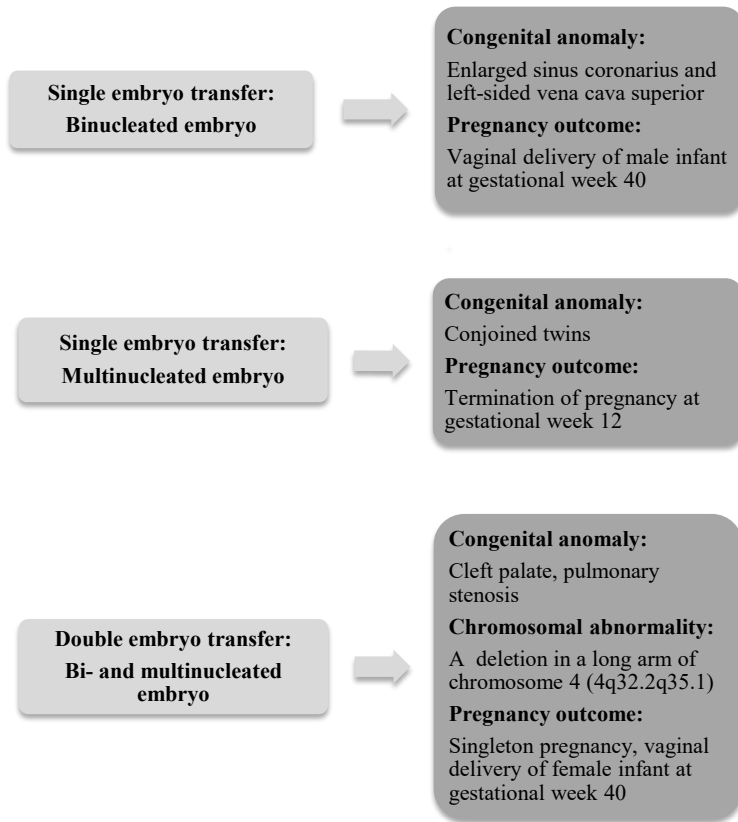 Single embryo transfer:
Binucleated embryo
Congenital anomaly:
Enlarged sinus coronarius and
left-sided vena cava superior
Pregnancy outcome:
Vaginal delivery of male infant
at gestational week 40
Single embryo transfer:
Multinucleated embryo
Congenital anomaly:
Conjoined twins
Pregnancy outcome:
Termination of pregnancy at
gestational week 12
Double embryo transfer:
Bi- and multinucleated
embryo
Congenital anomaly:
Cleft palate, pulmonary
stenosis
Chromosomal abnormality:
A deletion in a long arm of
chromosome 4 (4q32.2q35.1)
Pregnancy outcome:
Singleton pregnancy, vaginal
delivery of female infant at
gestational week 40